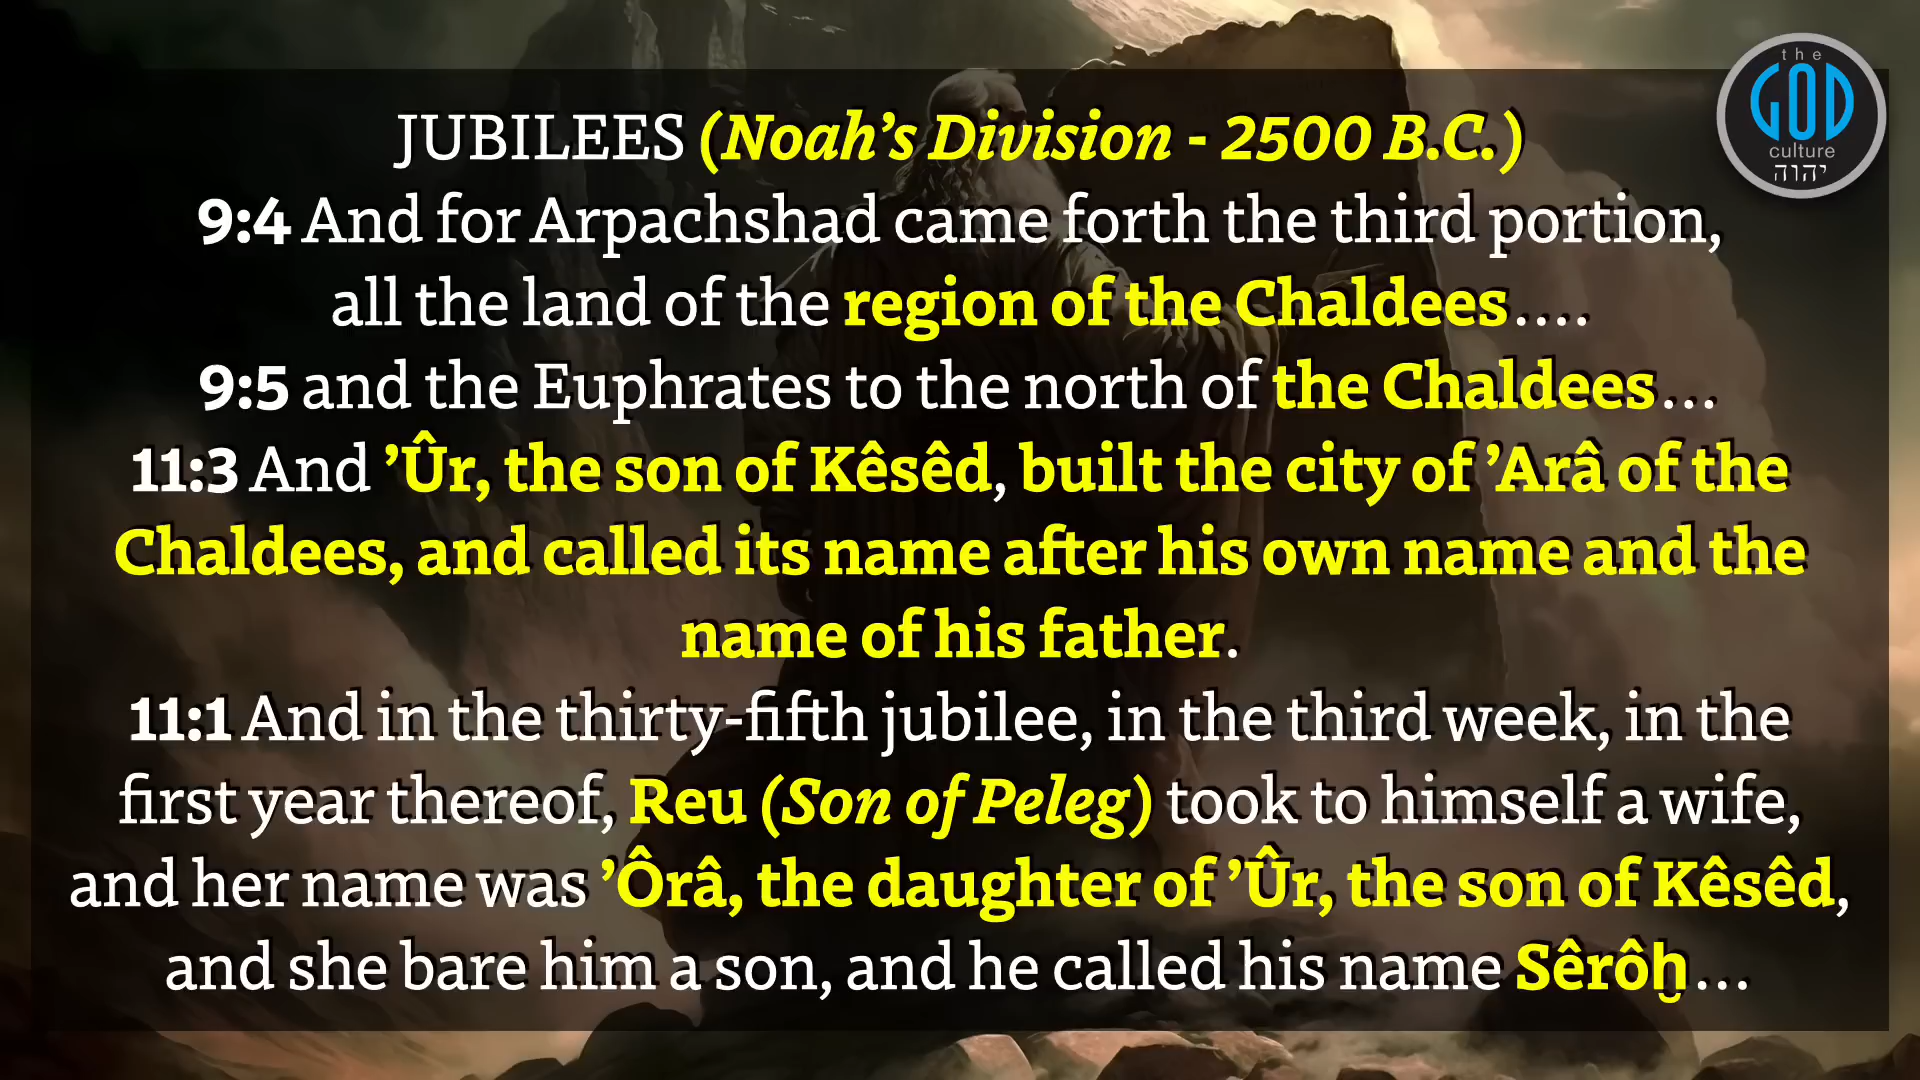 the
GOD
culture
יהוה
JUBILEES (Noah’s Division - 2500 B.C.)
9:4 And for Arpachshad came forth the third portion,
all the land of the region of the Chaldees....
9:5 and the Euphrates to the north of the Chaldees...
11:3 And ’Ûr, the son of Kêsêd, built the city of ’Arâ of the
Chaldees, and called its name after his own name and the
name of his father.
11:1 And in the thirty-fifth jubilee, in the third week, in the
first year thereof, Reu (Son of Peleg) took to himself a wife,
and her name was ’Ôrâ, the daughter of ’Ûr, the son of Kêsêd,
and she bare him a son, and he called his name Sêrôḫ...